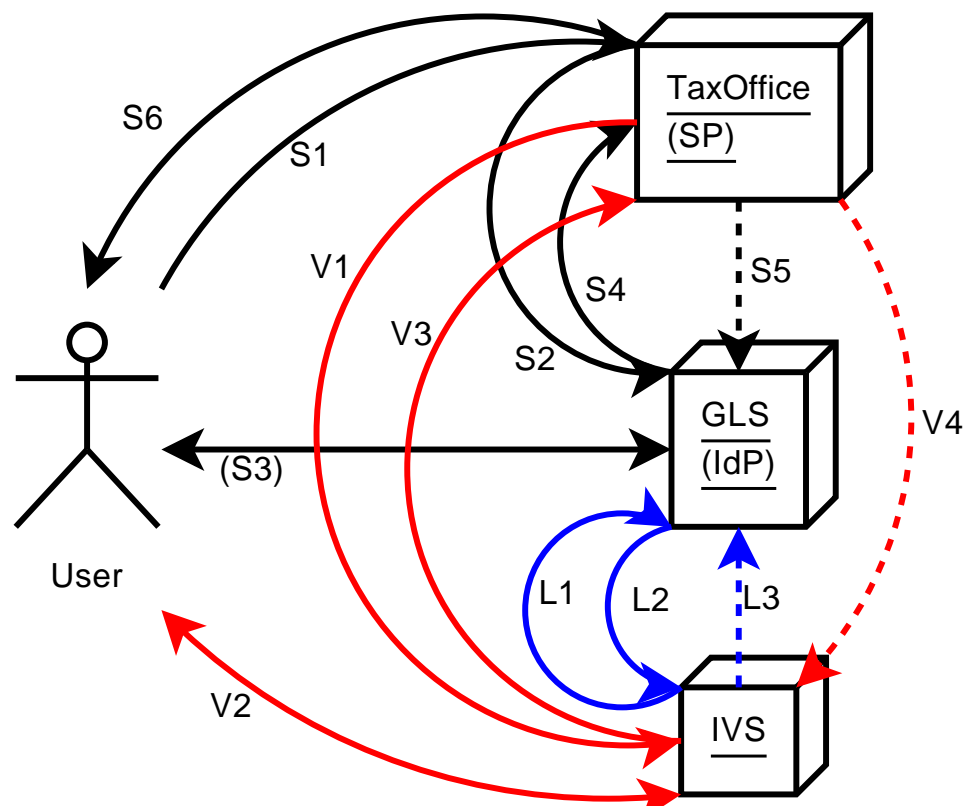 TaxOffice
(SP)
S6
S1
V1
S4
S5
V3
S2
GLS
(IdP)
V4
(S3)
User
L1
L2
L3
V2
IVS